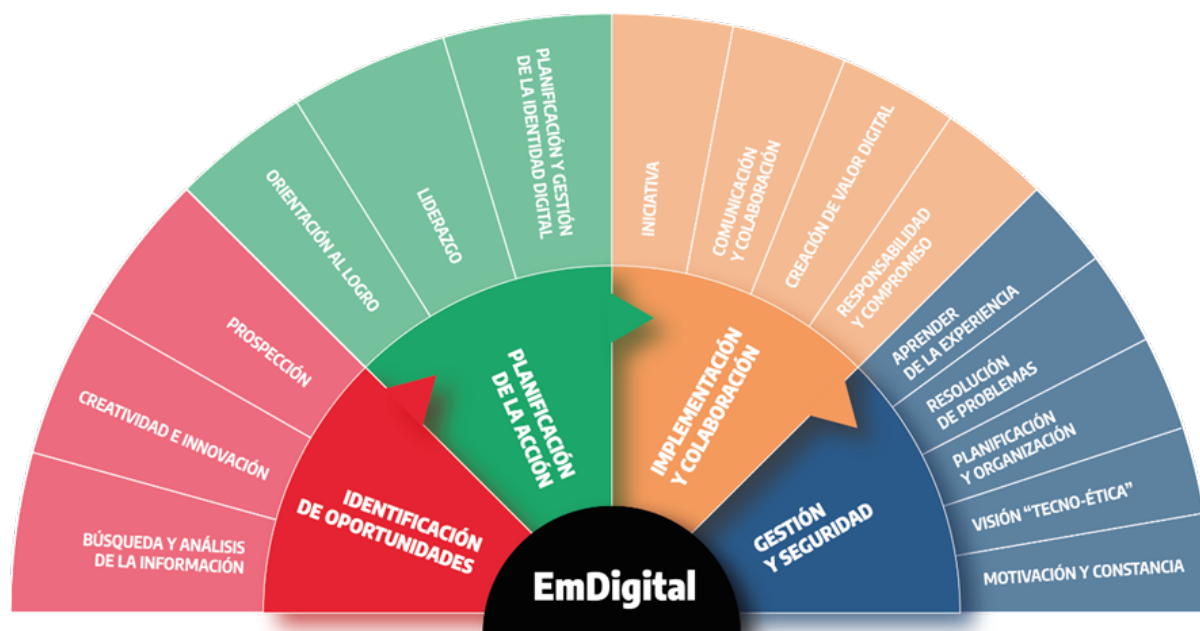 BÚSQUEDA Y ANÁLISIS
DE LA INFORMACIÓN
CREATIVIDAD E INNOVACIÓN
PROSPECCIÓN
IDENTIFICACIÓN
DE OPORTUNIDADES
ORIENTACIÓN AL LOGRO
LIDERAZGO
PLANIFICACIÓN Y GESTIÓN
DE LA IDENTIDAD DIGITAL
PLANIFICACIÓN
DE LA ACCIÓN
INICIATIVA
COMUNICACIÓN
Y COLABORACIÓN
CREACIÓN DE VALOR DIGITAL
RESPONSABILIDAD
Y COMPROMISO
IMPLEMENTACIÓN
Y COLABORACIÓN
APRENDER
DE LA EXPERIENCIA
RESOLUCIÓN
DE PROBLEMAS
PLANIFICACIÓN
Y ORGANIZACIÓN
VISIÓN “TECNO-ÉTICA”
MOTIVACIÓN Y CONSTANCIA
GESTIÓN
Y SEGURIDAD
EmDigital